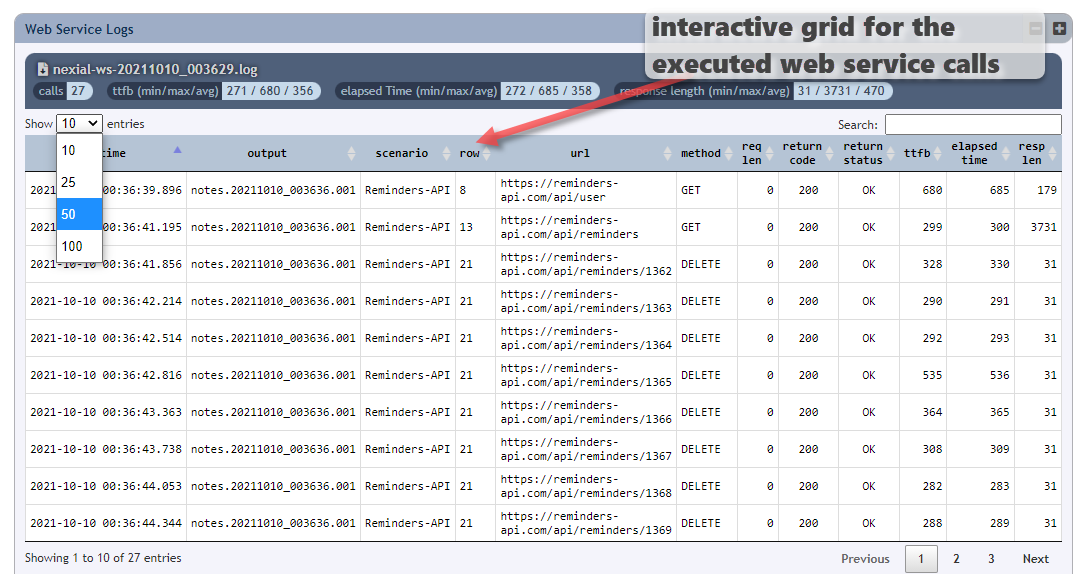 Web Service Logs
interactive grid for the
executed web service calls
nexial-ws-20211010_003629.log
calls 27 ttfb (min/max/avg) 271 / 680 / 356 elapsed Time (min/max/avg) 272 / 685 / 358 response length (min/max/avg) 31 / 3731 / 470
Show 10 entries Search:
10
25
50
100
time output scenario row url method req len return code return status ttfb elapsed time resp len
2021 00:36:39.896 notes.20211010_003636.001 Reminders-API 8 https://reminders- GET 0 200 OK 680 685 179
api.com/api/user
2021 00:36:41.195 notes.20211010_003636.001 Reminders-API 13 https://reminders- GET 0 200 OK 299 300 3731
api.com/api/reminders
2021-10-10 00:36:41.856 notes.20211010_003636.001 Reminders-API 21 https://reminders- DELETE 0 200 OK 328 330 31
api.com/api/reminders/1362
2021-10-10 00:36:42.214 notes.20211010_003636.001 Reminders-API 21 https://reminders- DELETE 0 200 OK 290 291 31
api.com/api/reminders/1363
2021-10-10 00:36:42.514 notes.20211010_003636.001 Reminders-API 21 https://reminders- DELETE 0 200 OK 292 293 31
api.com/api/reminders/1364
2021-10-10 00:36:42.816 notes.20211010_003636.001 Reminders-API 21 https://reminders- DELETE 0 200 OK 535 536 31
api.com/api/reminders/1365
2021-10-10 00:36:43.363 notes.20211010_003636.001 Reminders-API 21 https://reminders- DELETE 0 200 OK 364 365 31
api.com/api/reminders/1366
2021-10-10 00:36:43.738 notes.20211010_003636.001 Reminders-API 21 https://reminders- DELETE 0 200 OK 308 309 31
api.com/api/reminders/1367
2021-10-10 00:36:44.053 notes.20211010_003636.001 Reminders-API 21 https://reminders- DELETE 0 200 OK 282 283 31
api.com/api/reminders/1368
2021-10-10 00:36:44.344 notes.20211010_003636.001 Reminders-API 21 https://reminders- DELETE 0 200 OK 288 289 31
api.com/api/reminders/1369
Showing 1 to 10 of 27 entries Previous 1 2 3 Next